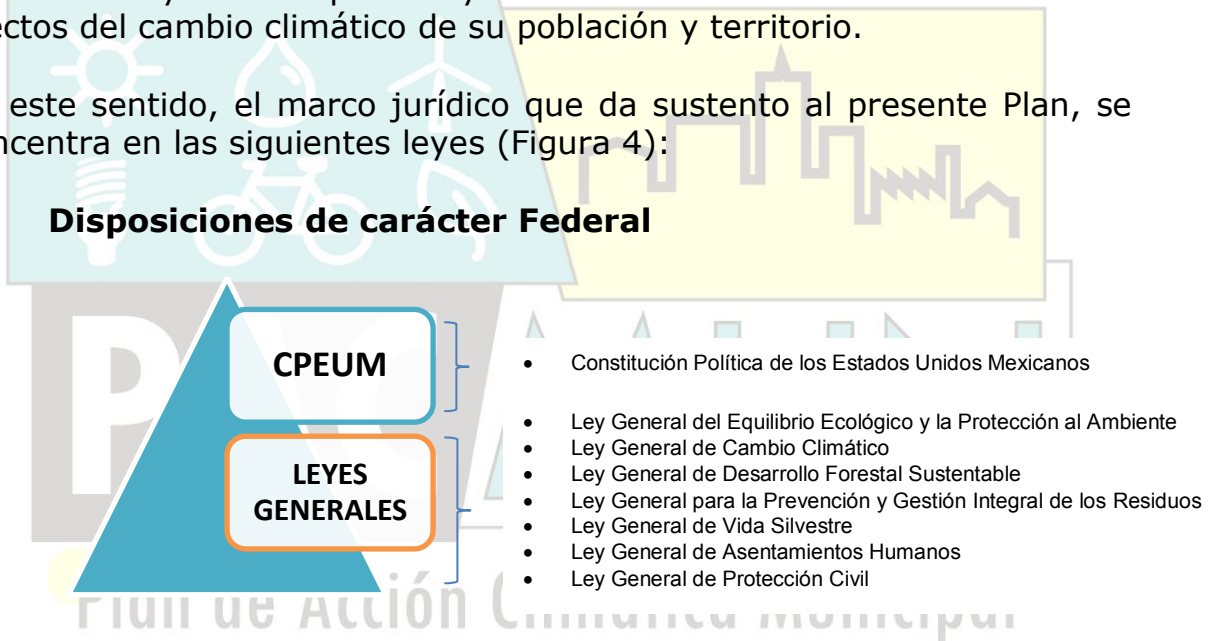 ectos del cambio climático de su población y territorio.
este sentido, el marco jurídico que da sustento al presente Plan, se
ncentra en las siguientes leyes (Figura 4):
Disposiciones de carácter Federal
CPEUM
• Constitución Política de los Estados Unidos Mexicanos
LEYES
GENERALES
• Ley General del Equilibrio Ecológico y la Protección al Ambiente
• Ley General de Cambio Climático
• Ley General de Desarrollo Forestal Sustentable
• Ley General para la Prevención y Gestión Integral de los Residuos
• Ley General de Vida Silvestre
• Ley General de Asentamientos Humanos
• Ley General de Protección Civil
Plan de Acción Climática Municipal